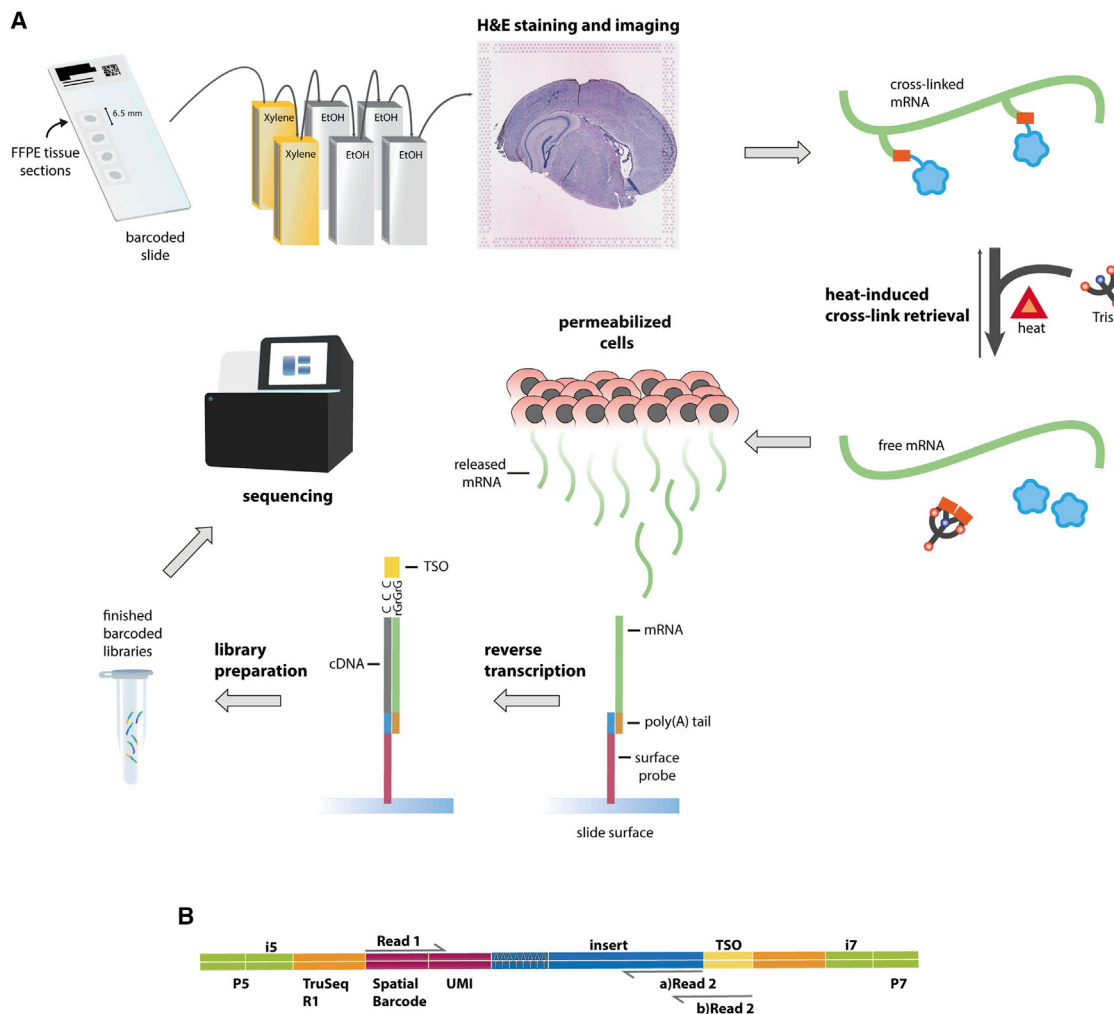 A
H&E staining and imaging
6.5 mm
FFPE tissue
sections
barcoded
slide
Xylene
EtOH
EtOH
Xylene
EtOH
EtOH
cross-linked
mRNA
heat-induced
cross-link retrieval
heat
Tris
permeabilized
cells
free mRNA
released
mRNA
sequencing
TSO
C C C
rGrGrG
finished
barcoded
libraries
library
preparation
cDNA
reverse
transcription
mRNA
poly(A) tail
surface
probe
slide surface
B
i5
Read 1
insert
TSO
i7
P5
TruSeq
R1
Spatial
Barcode
UMI
a)Read 2
b)Read 2
P7